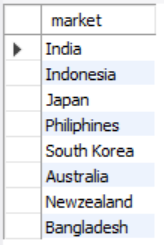 market
India
Indonesia
Japan
Philiphines
South Korea
Australia
Newzealand
Bangladesh